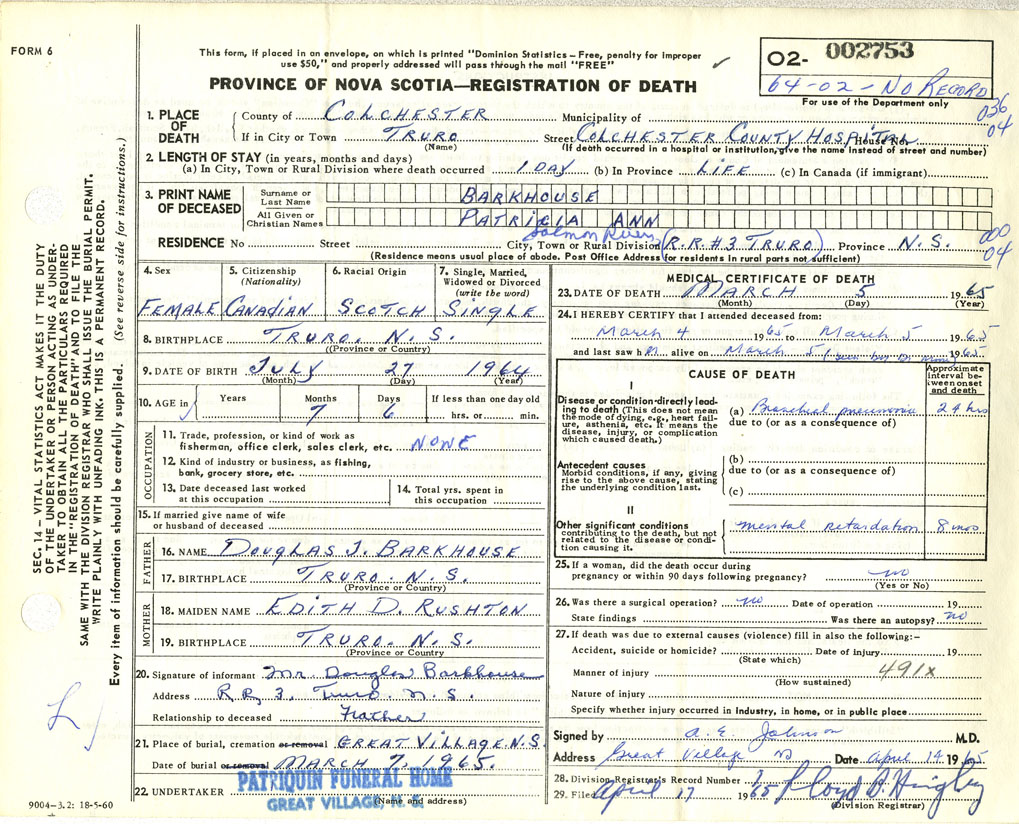 FORM 6
This form, if placed in an envelope, on which is printed "Dominion Statistics – Free, penalty for improper
use $50," and properly addressed will pass through the mail "FREE"
PROVINCE OF NOVA SCOTIA—REGISTRATION OF DEATH
O2- 002753
64-02 - NO RECORD
For use of the Department only
036
04
1. PLACE OF DEATH
County of COLCHESTER Municipality of
If in City or Town TRURO Street COLCHESTER COUNTY HOSPITAL House No.
(Name) (If death occurred in a hospital or institution, give the name instead of street and number)
2. LENGTH OF STAY (in years, months and days)
(a) In City, Town or Rural Division where death occurred 1 DAY (b) In Province LIFE (c) In Canada (if immigrant)
3. PRINT NAME OF DECEASED
Surname or Last Name BARKHOUSE
All Given or Christian Names PATRICIA ANN
Salmon River
RESIDENCE No Street City, Town or Rural Division (R.R.#3 TRURO) Province N.S.
000
04
(Residence means usual place of abode. Post Office Address for residents in rural parts not sufficient)
4. Sex
FEMALE
5. Citizenship (Nationality)
CANADIAN
6. Racial Origin
SCOTCH
7. Single, Married, Widowed or Divorced (write the word)
SINGLE
8. BIRTHPLACE TRURO. N.S.
(Province or Country)
9. DATE OF BIRTH JULY 27 1964
(Month) (Day) (Year)
10. AGE in Years Months Days If less than one day old
7 6 hrs. or min.
OCCUPATION
11. Trade, profession, or kind of work as
fisherman, office clerk, sales clerk, etc. NONE
12. Kind of industry or business, as fishing,
bank, grocery store, etc.
13. Date deceased last worked
at this occupation
14. Total yrs. spent in
this occupation
15. If married give name of wife
or husband of deceased
FATHER
16. NAME DOUGLAS J. BARKHOUSE
17. BIRTHPLACE TRURO. N.S.
(Province or Country)
MOTHER
18. MAIDEN NAME EDITH D. RUSHTON
19. BIRTHPLACE TRURO. N.S.
(Province or Country
20. Signature of informant Mr. Douglas Barkhouse
Address R R 3, Truro. N. S.
Relationship to deceased Father
21. Place of burial, cremation or removal GREAT VILLAGE N.S.
Date of burial or removal MARCH 7, 1965.
22. UNDERTAKER PATRIQUIN FUNERAL HOME
GREAT VILLAGE, N. S.
(Name and address)
MEDICAL CERTIFICATE OF DEATH
23. DATE OF DEATH MARCH 5 1965
(Month) (Day) (Year)
24. I HEREBY CERTIFY that I attended deceased from:
March 4 1965 to March 5 1965
and last saw h alive on March 5 1965
CAUSE OF DEATH
Approximate interval between onset and death
I
Disease or condition directly leading to death (This does not
mean the mode of dying, e.g., heart failure, asthenia, etc. It means the
disease, injury, or complication
which caused death.)
(a) Bronchial pneumonia 24 hrs
due to (or as a consequence of)
Antecedent causes
Morbid conditions, if any, giving
rise to the above cause, stating
the underlying condition last.
(b)
due to (or as a consequence of)
(c)
II
Other significant conditions
contributing to the death, but not
related to the disease or condition causing it.
mental retardation 8 mos
25. If a woman, did the death occur during
pregnancy or within 90 days following pregnancy? no
(Yes or No)
26. Was there a surgical operation? no Date of operation 19
State findings Was there an autopsy? no
27. If death was due to external causes (violence) fill in also the following:–
Accident, suicide or homicide? Date of injury 19
(State which)
Manner of injury 491x
(How sustained)
Nature of injury
Specify whether injury occurred in industry, in home, or in public place
Signed by A. E. Johnson M.D.
Address Great Village Date April 14 1965
28. Division Registrar's Record Number 1
29. Filed April 17 1965 Lloyd B. Hingley
(Division Registrar)
SEC. 14 – VITAL STATISTICS ACT MAKES IT THE DUTY
OF THE UNDERTAKER OR PERSON ACTING AS UNDERTAKER TO OBTAIN ALL THE PARTICULARS REQUIRED
IN THE "REGISTRATION OF DEATH" AND TO FILE THE
SAME WITH THE DIVISION REGISTRAR WHO SHALL ISSUE THE BURIAL PERMIT.
WRITE PLAINLY WITH UNFADING INK. THIS IS A PERMANENT RECORD.
Every item of information should be carefully supplied. (See reverse side for instructions.)
9004–3.2: 18-5-60